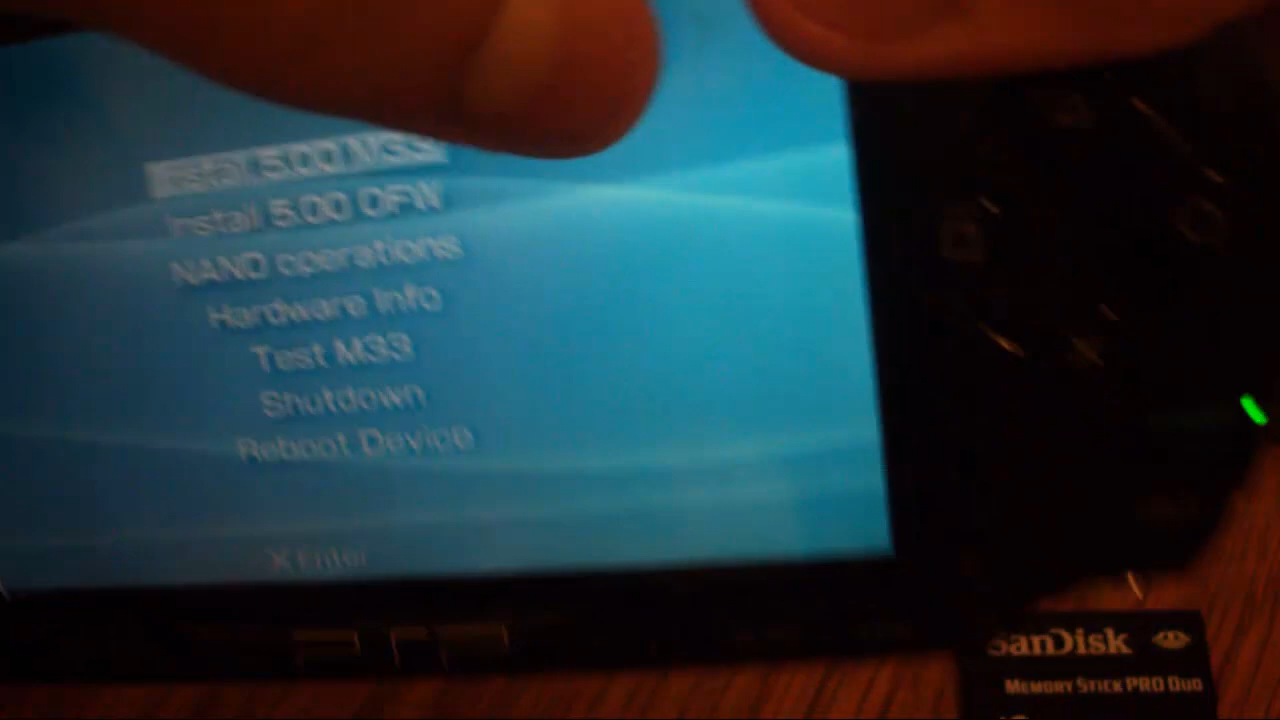 Install 5.00 M33
Install 5.00 OFW
NAND operations
Hardware Info
Test M33
Shutdown
Reboot Device
X Enter
SanDisk
MEMORY STICK PRO DUO